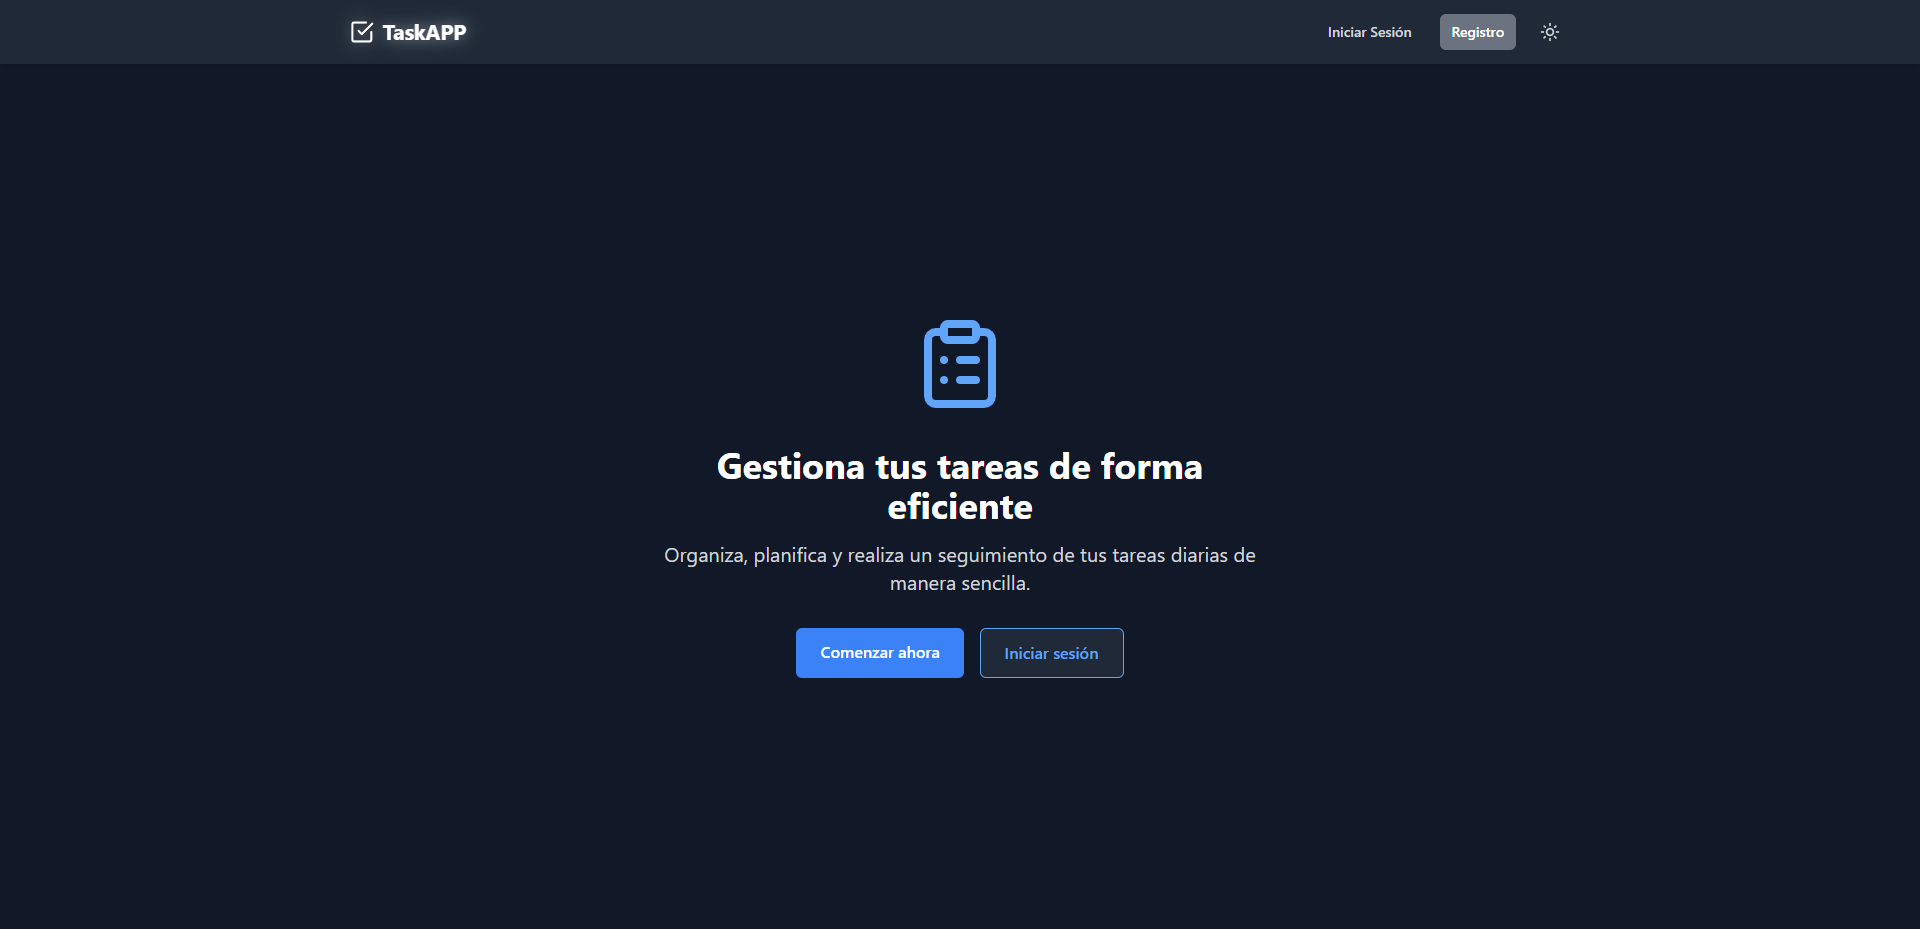 TaskAPP
Iniciar Sesión
Registro
Gestiona tus tareas de forma
eficiente
Organiza, planifica y realiza un seguimiento de tus tareas diarias de
manera sencilla.
Comenzar ahora
Iniciar sesión